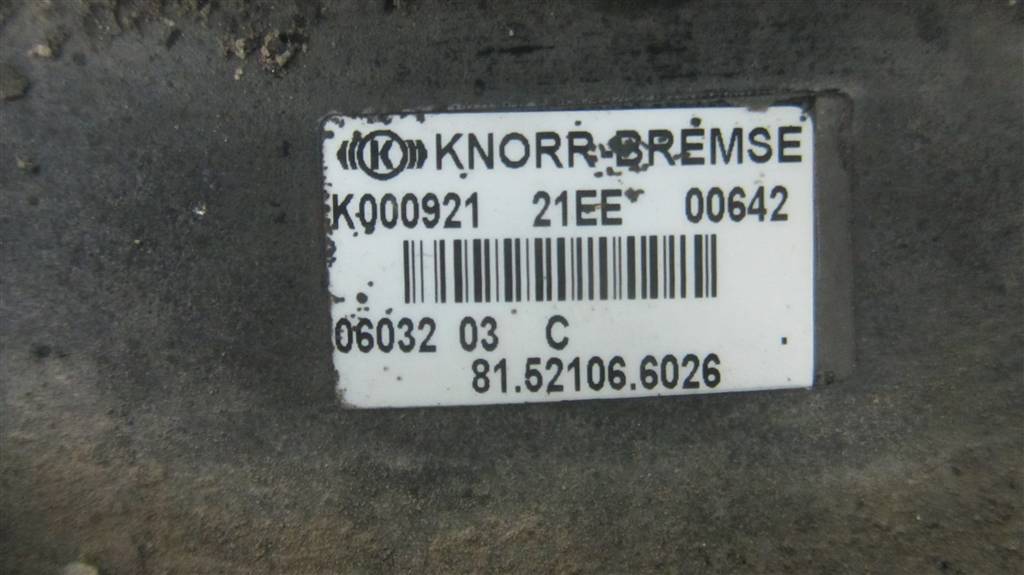 K KNORR-BREMSE
K000921 21EE 00642
06032 03 C .
81.52106.6026